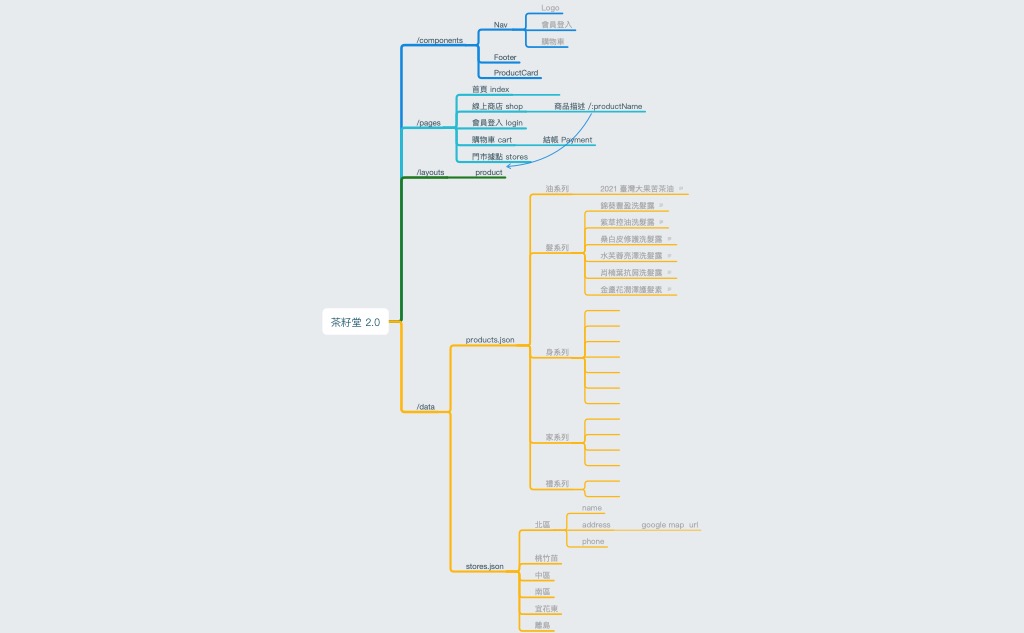 Logo
Nav
會員登入
/components
購物車
Footer
ProductCard
首頁 index
線上商店 shop
商品描述 /:productName
/pages
會員登入 login
購物車 cart
結帳 Payment
門市據點 stores
/layouts
product
油系列
2021 臺灣大果苦茶油
錦葵豐盈洗髮露
紫草控油洗髮露
桑白皮修護洗髮露
髮系列
水芙蓉亮澤洗髮露
肖楠葉抗屑洗髮露
金盞花潤澤護髮素
茶籽堂 2.0
products.json
身系列
/data
家系列
禮系列
name
北區
address
google map url
phone
桃竹苗
stores.json
中區
南區
宜花東
離島